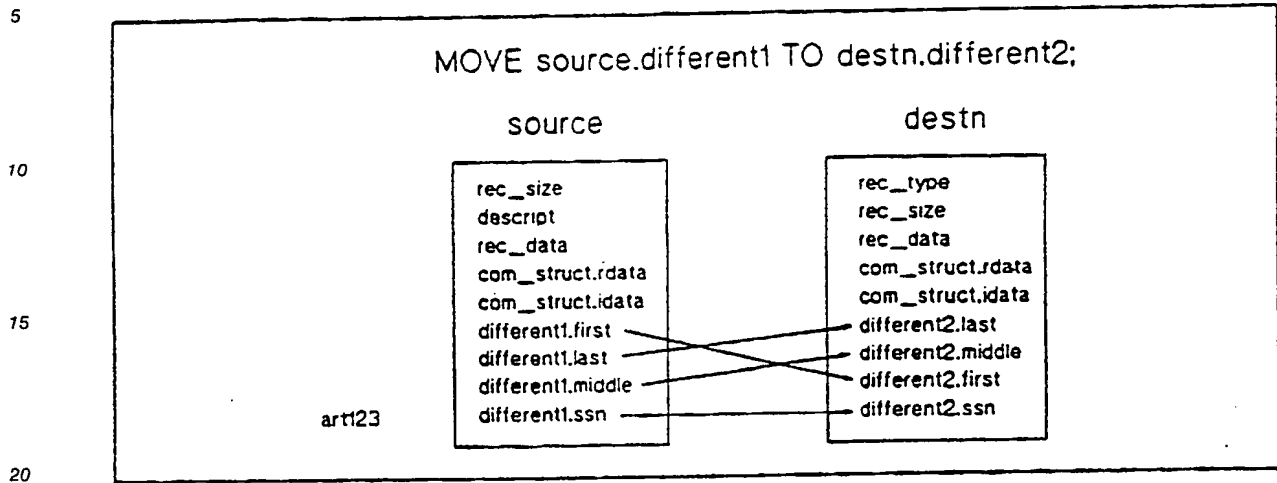 5
MOVE source.different1 TO destn.different2;
source
destn
10
rec_size
descript
rec_data
com_struct.rdata
com_struct.idata
different1.first
different1.last
different1.middle
different1.ssn
rec_type
rec_size
rec_data
com_struct.rdata
com_struct.idata
different2.last
different2.middle
different2.first
different2.ssn
15
art123
20